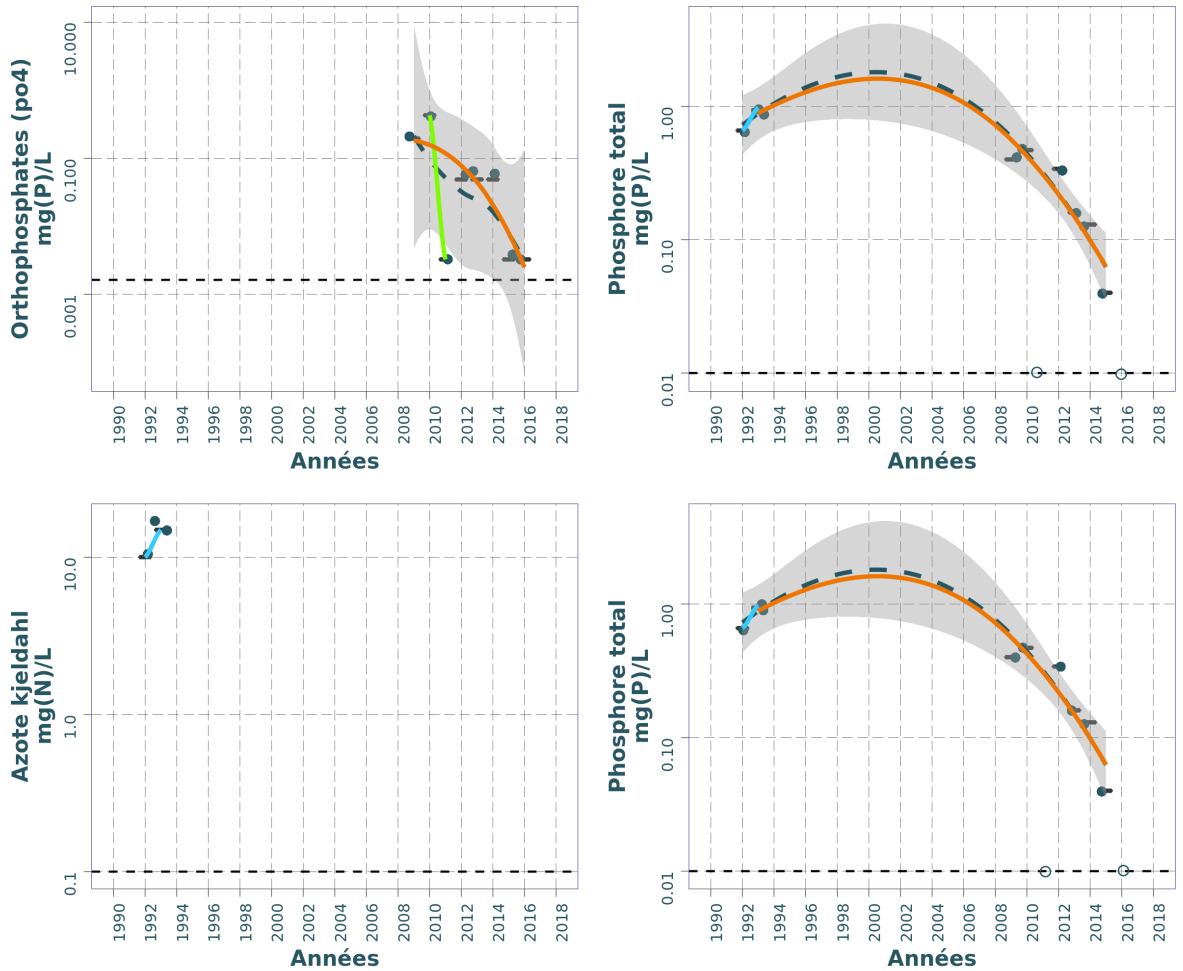 Orthophosphates (po4)
mg(P)/L
10.000
0.100
0.001
1990 1992 1994 1996 1998 2000 2002 2004 2006 2008 2010 2012 2014 2016 2018
Années
Phosphore total
mg(P)/L
1.00
0.10
0.01
1990 1992 1994 1996 1998 2000 2002 2004 2006 2008 2010 2012 2014 2016 2018
Années
Azote kjeldahl
mg(N)/L
10.0
1.0
0.1
1990 1992 1994 1996 1998 2000 2002 2004 2006 2008 2010 2012 2014 2016 2018
Années
Phosphore total
mg(P)/L
1.00
0.10
0.01
1990 1992 1994 1996 1998 2000 2002 2004 2006 2008 2010 2012 2014 2016 2018
Années